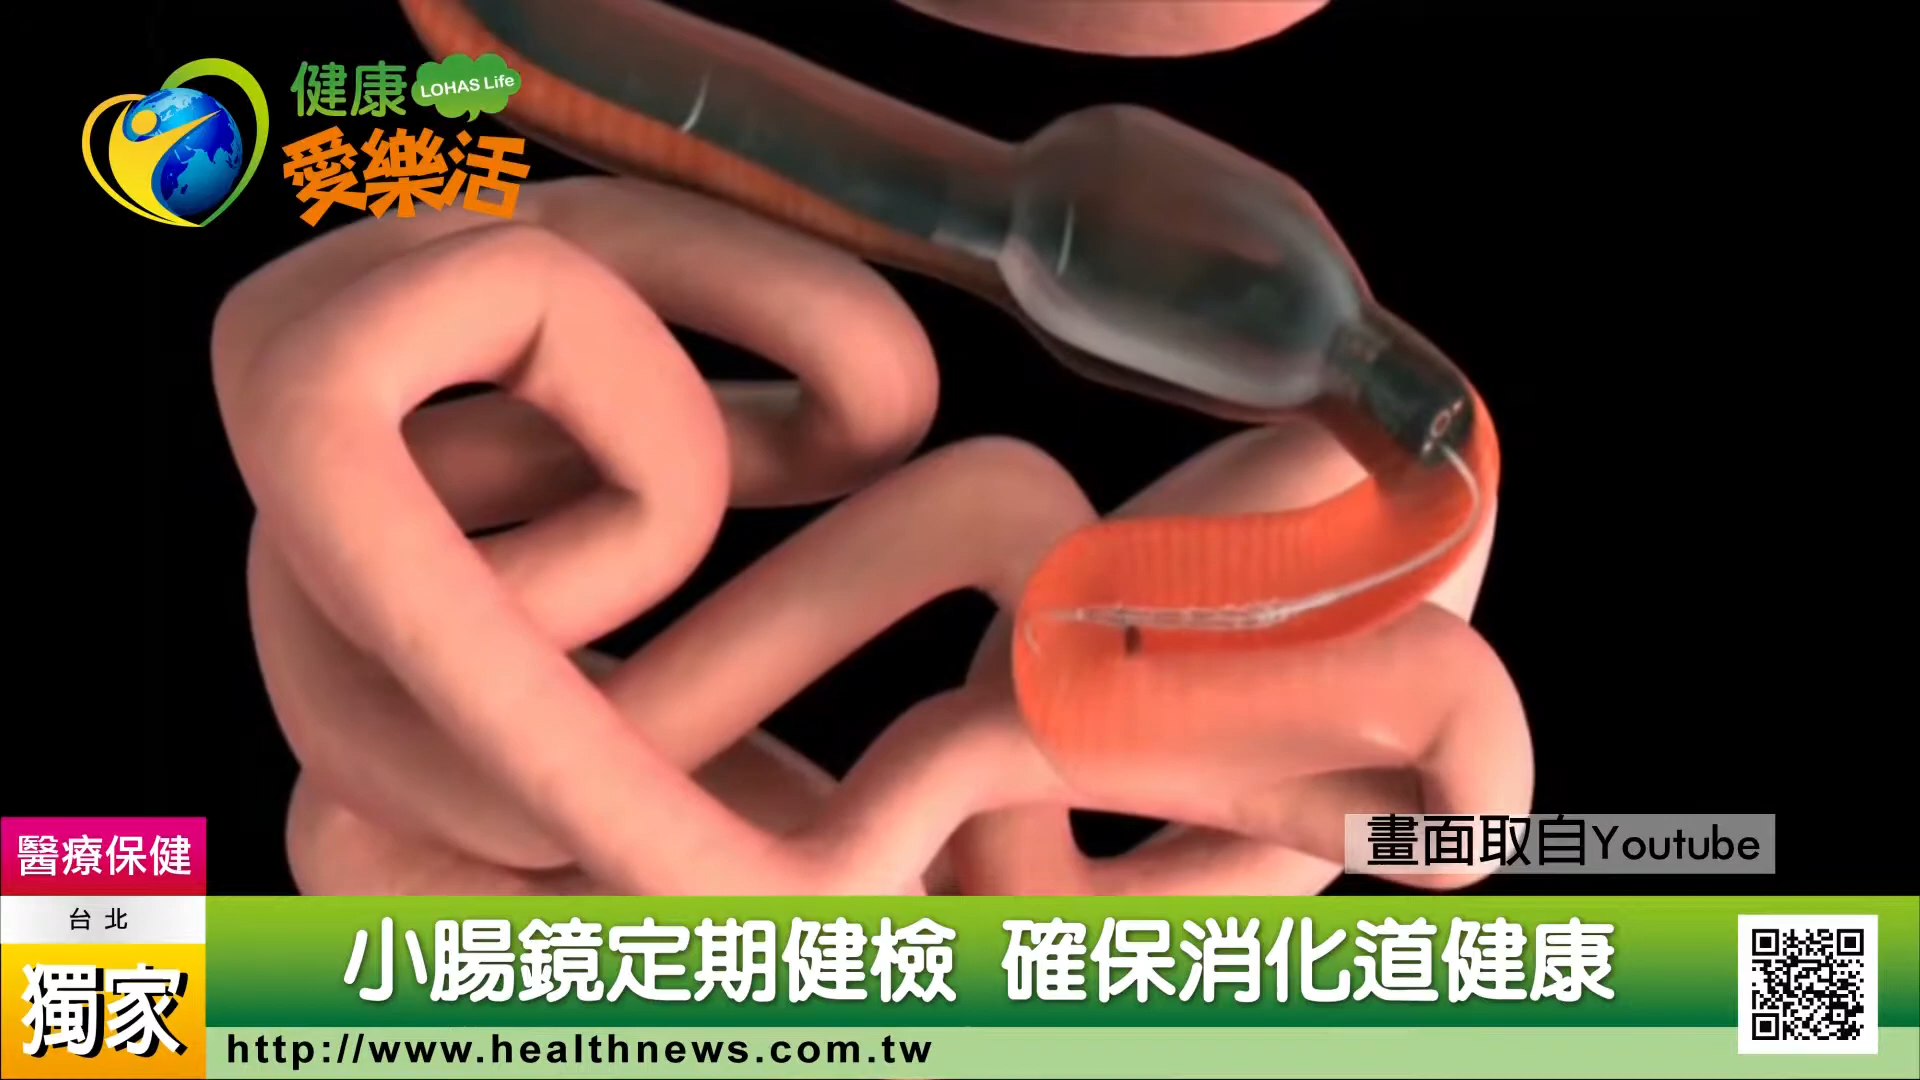 健康
LOHAS Life
愛樂活
畫面取自Youtube
醫療保健
台北
獨家
小腸鏡定期健檢 確保消化道健康
http://www.healthnews.com.tw